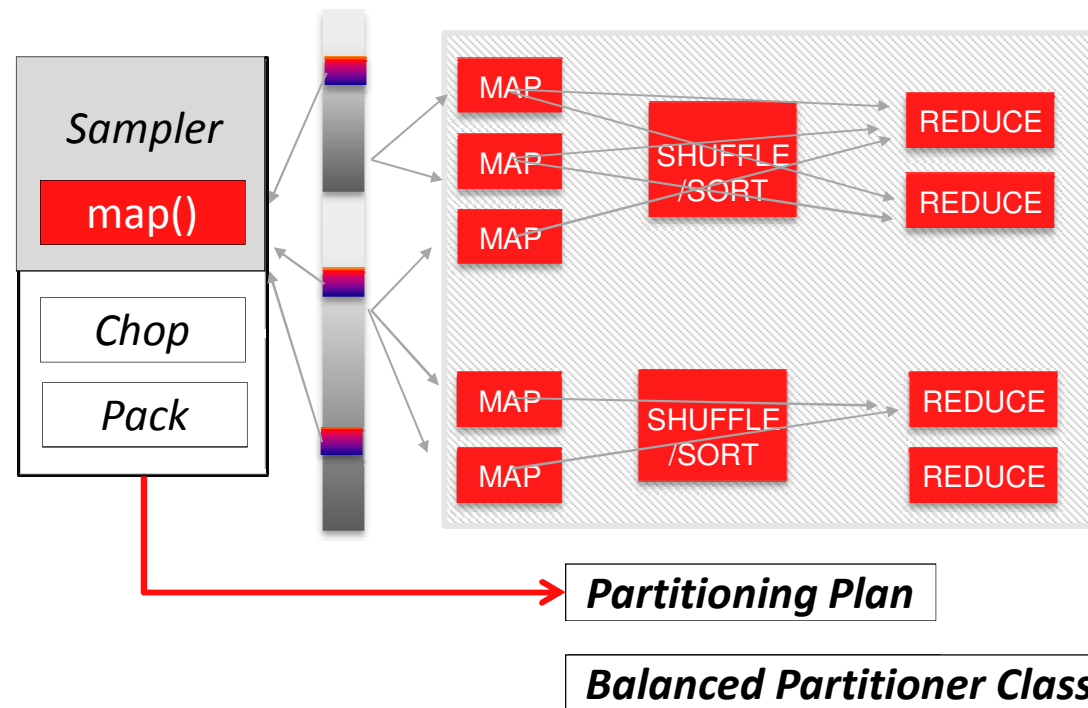 Sampler
map()
Chop
Pack
MAP
MAP
MAP
SHUFFLE
/SORT
REDUCE
REDUCE
MAP
MAP
SHUFFLE
/SORT
REDUCE
REDUCE
Partitioning Plan
Balanced Partitioner Class